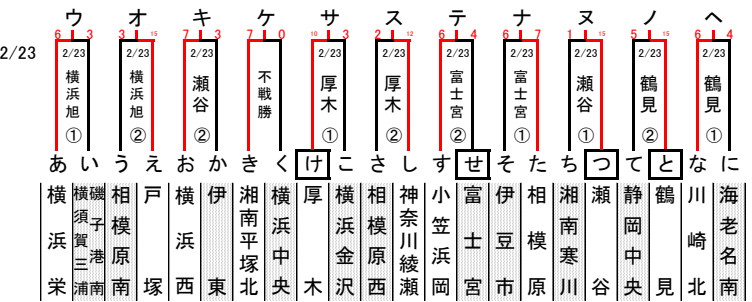 ウ オ キ ケ サ ス テ ナ ヌ ノ ヘ
6 3 3 15 7 3 7 0 10 3 2 12 6 4 6 7 1 15 5 15 6 4
2/23
2/23 2/23 2/23 2/23 2/23 2/23 2/23 2/23 2/23 2/23
横浜旭①
横浜旭②
瀬谷②
不戦勝
厚木①
厚木②
富士宮②
富士宮①
瀬谷①
鶴見②
鶴見①
あ い う え お か き く け こ さ し す せ そ た ち つ て と な に
横浜栄
横須賀三浦
磯子港南
相模原南
戸塚
横浜西
伊東
湘南平塚北
横浜中央
厚木
横浜金沢
相模原西
神奈川綾瀬
小笠浜岡
富士宮
伊豆市
相模原
湘南寒川
瀬谷
静岡中央
鶴見
川崎北
海老名南